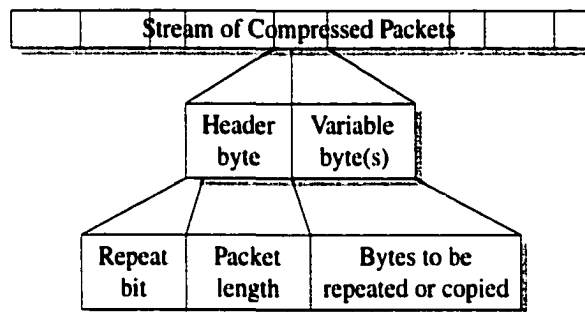 Stream of Compressed Packets
Header
byte
Variable
byte(s)
Repeat
bit
Packet
length
Bytes to be
repeated or copied